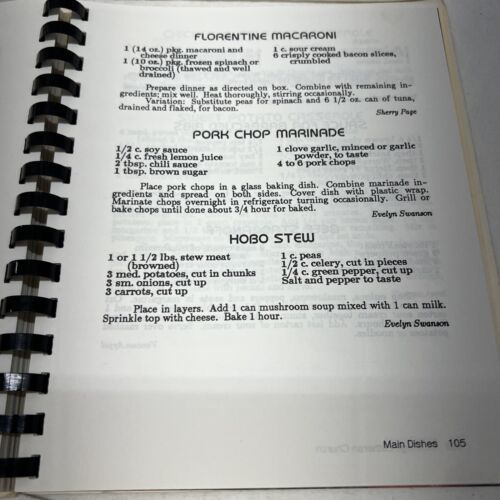 FLORENTINE MACARONI
1 (14 oz.) pkg. macaroni and
cheese dinner
1 (10 oz.) pkg. frozen spinach or
broccoli (thawed and well
drained)
1 c. sour cream
6 crisply cooked bacon slices,
crumbled
Prepare dinner as directed on box. Combine with remaining in-
gredients; mix well. Heat thoroughly, stirring occasionally.
Variation: Substitute peas for spinach and 6 1/2 oz. can of tuna,
drained and flaked, for bacon.
Sherry Page
PORK CHOP MARINADE
1/2 c. soy sauce
1/4 c. fresh lemon juice
2 tbsp. chili sauce
1 tbsp. brown sugar
1 clove garlic, minced or garlic
powder, to taste
4 to 6 pork chops
Place pork chops in a glass baking dish. Combine marinade in-
gredients and spread on both sides. Cover dish with plastic wrap.
Marinate chops overnight in refrigerator turning occasionally. Grill or
bake chops until done about 3/4 hour for baked.
Evelyn Swanson
HOBO STEW
1 or 1 1/2 lbs. stew meat
(browned)
3 med. potatoes, cut in chunks
3 sm. onions, cut up
3 carrots, cut up
1 c. peas
1/2 c. celery, cut in pieces
1/4 c. green pepper, cut up
Salt and pepper to taste
Place in layers. Add 1 can mushroom soup mixed with 1 can milk.
Sprinkle top with cheese. Bake 1 hour.
Evelyn Swanson
Main Dishes 105